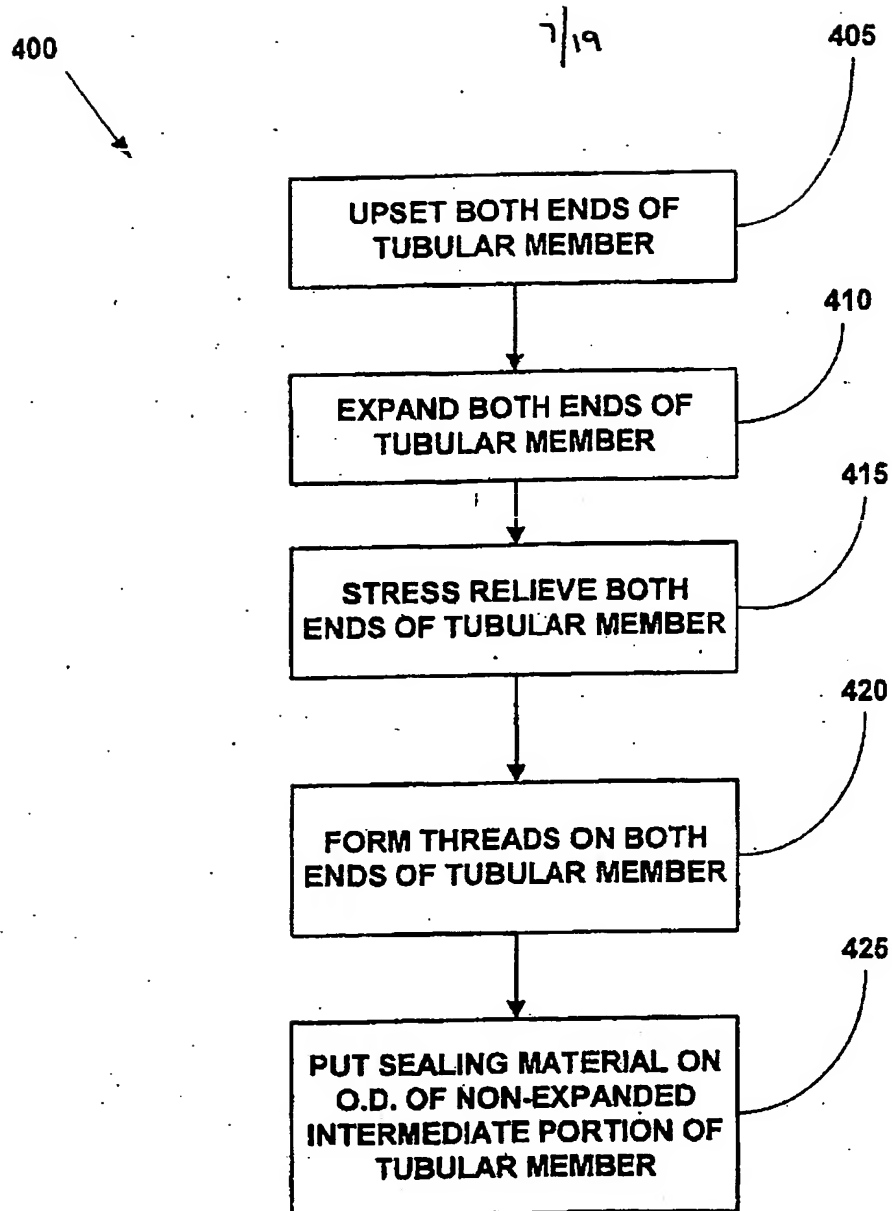 7/19
400
405
UPSET BOTH ENDS OF
TUBULAR MEMBER
410
EXPAND BOTH ENDS OF
TUBULAR MEMBER
415
STRESS RELIEVE BOTH
ENDS OF TUBULAR MEMBER
420
FORM THREADS ON BOTH
ENDS OF TUBULAR MEMBER
425
PUT SEALING MATERIAL ON
O.D. OF NON-EXPANDED
INTERMEDIATE PORTION OF
TUBULAR MEMBER